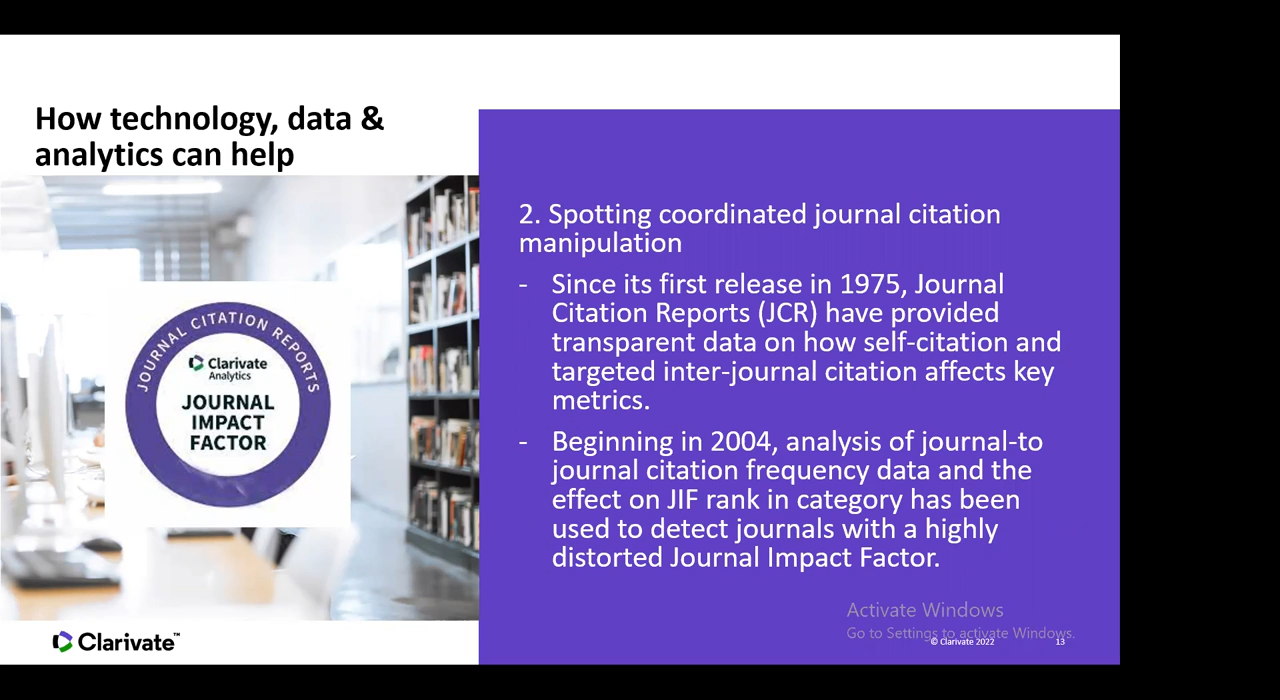 How technology, data &
analytics can help
JOURNAL CITATION REPORTS
Clarivate
Analytics
JOURNAL
IMPACT
FACTOR
2. Spotting coordinated journal citation
manipulation
- Since its first release in 1975, Journal
Citation Reports (JCR) have provided
transparent data on how self-citation and
targeted inter-journal citation affects key
metrics.
- Beginning in 2004, analysis of journal-to
journal citation frequency data and the
effect on JIF rank in category has been
used to detect journals with a highly
distorted Journal Impact Factor.
Activate Windows
Go to Settings to activate Windows.
Clarivate™
© Clarivate 2022 13